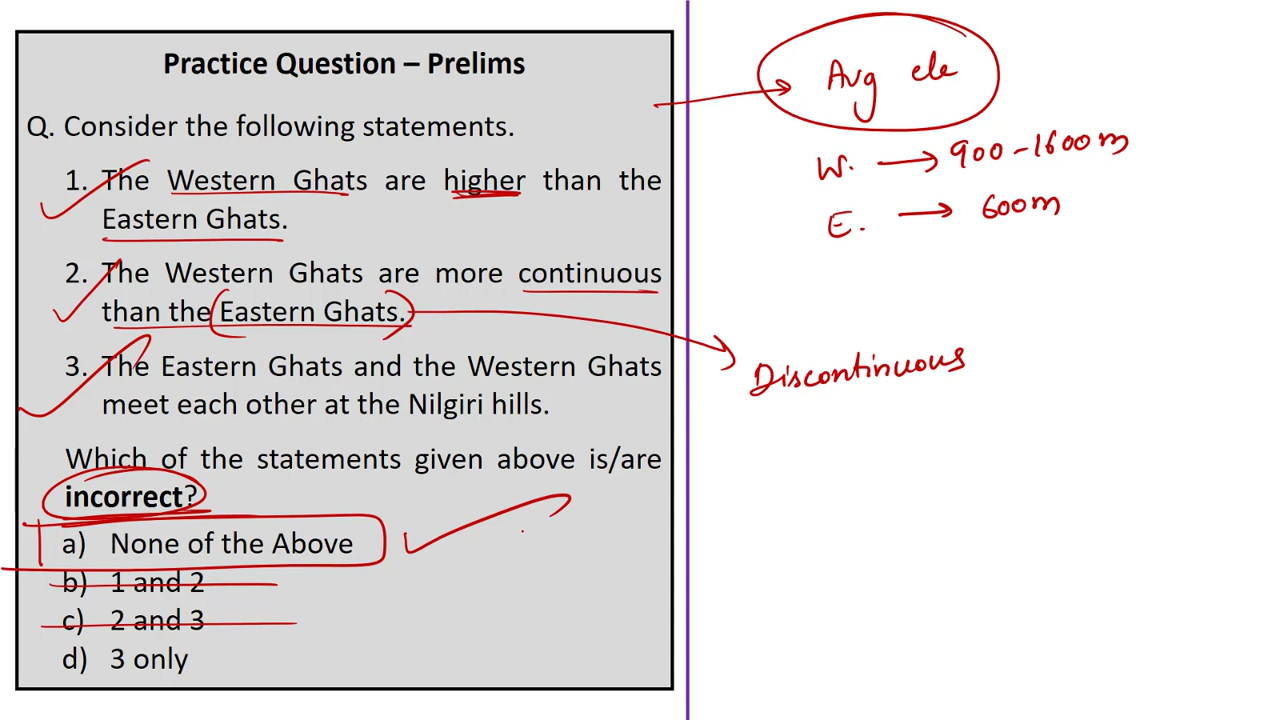 Practice Question – Prelims
Q. Consider the following statements.
1. The Western Ghats are higher than the
Eastern Ghats.
2. The Western Ghats are more continuous
than the Eastern Ghats.
3. The Eastern Ghats and the Western Ghats
meet each other at the Nilgiri hills.
Which of the statements given above is/are
incorrect?
a) None of the Above
b) 1 and 2
c) 2 and 3
d) 3 only
Avg ele
W. → 900-1600m
E. → 600m
Discontinuous